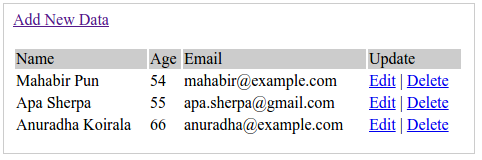 Add New Data
Name Age Email Update
Mahabir Pun 54 mahabir@example.com Edit | Delete
Apa Sherpa 55 apa.sherpa@gmail.com Edit | Delete
Anuradha Koirala 66 anuradha@example.com Edit | Delete